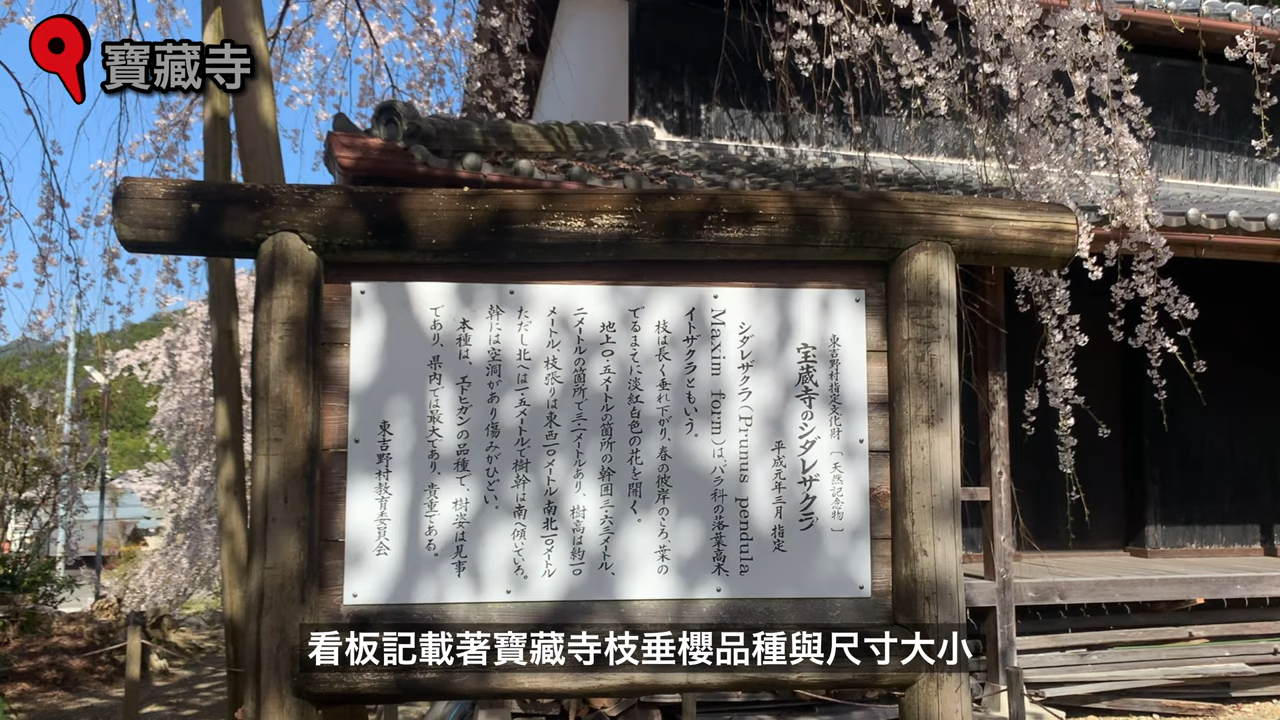 寶藏寺
東吉野村指定文化財〔天然記念物〕
宝蔵寺のシダレザクラ
平成元年三月 指定
シダレザクラ(Prunus pendula
Maxim form)は、バラ科の落葉高木、
イトザクラともいう。
枝は長く垂れ下がり、春の彼岸のころ、葉の
でるまえに淡紅白色の花を開く。
地上〇・五メートルの箇所の幹囲三・六三メートル、
二メートルの箇所で三・一メートルあり、樹高は約一〇
メートル、枝張りは東西一〇メートル南北一〇メートル
ただし北へは一・五メートルで樹幹は南へ傾いている。
幹には空洞があり傷みがひどい。
本種は、エドヒガンの品種で、樹姿は見事
であり、県内では最大であり、貴重である。
東吉野村教育委員会
看板記載著寶藏寺枝垂櫻品種與尺寸大小